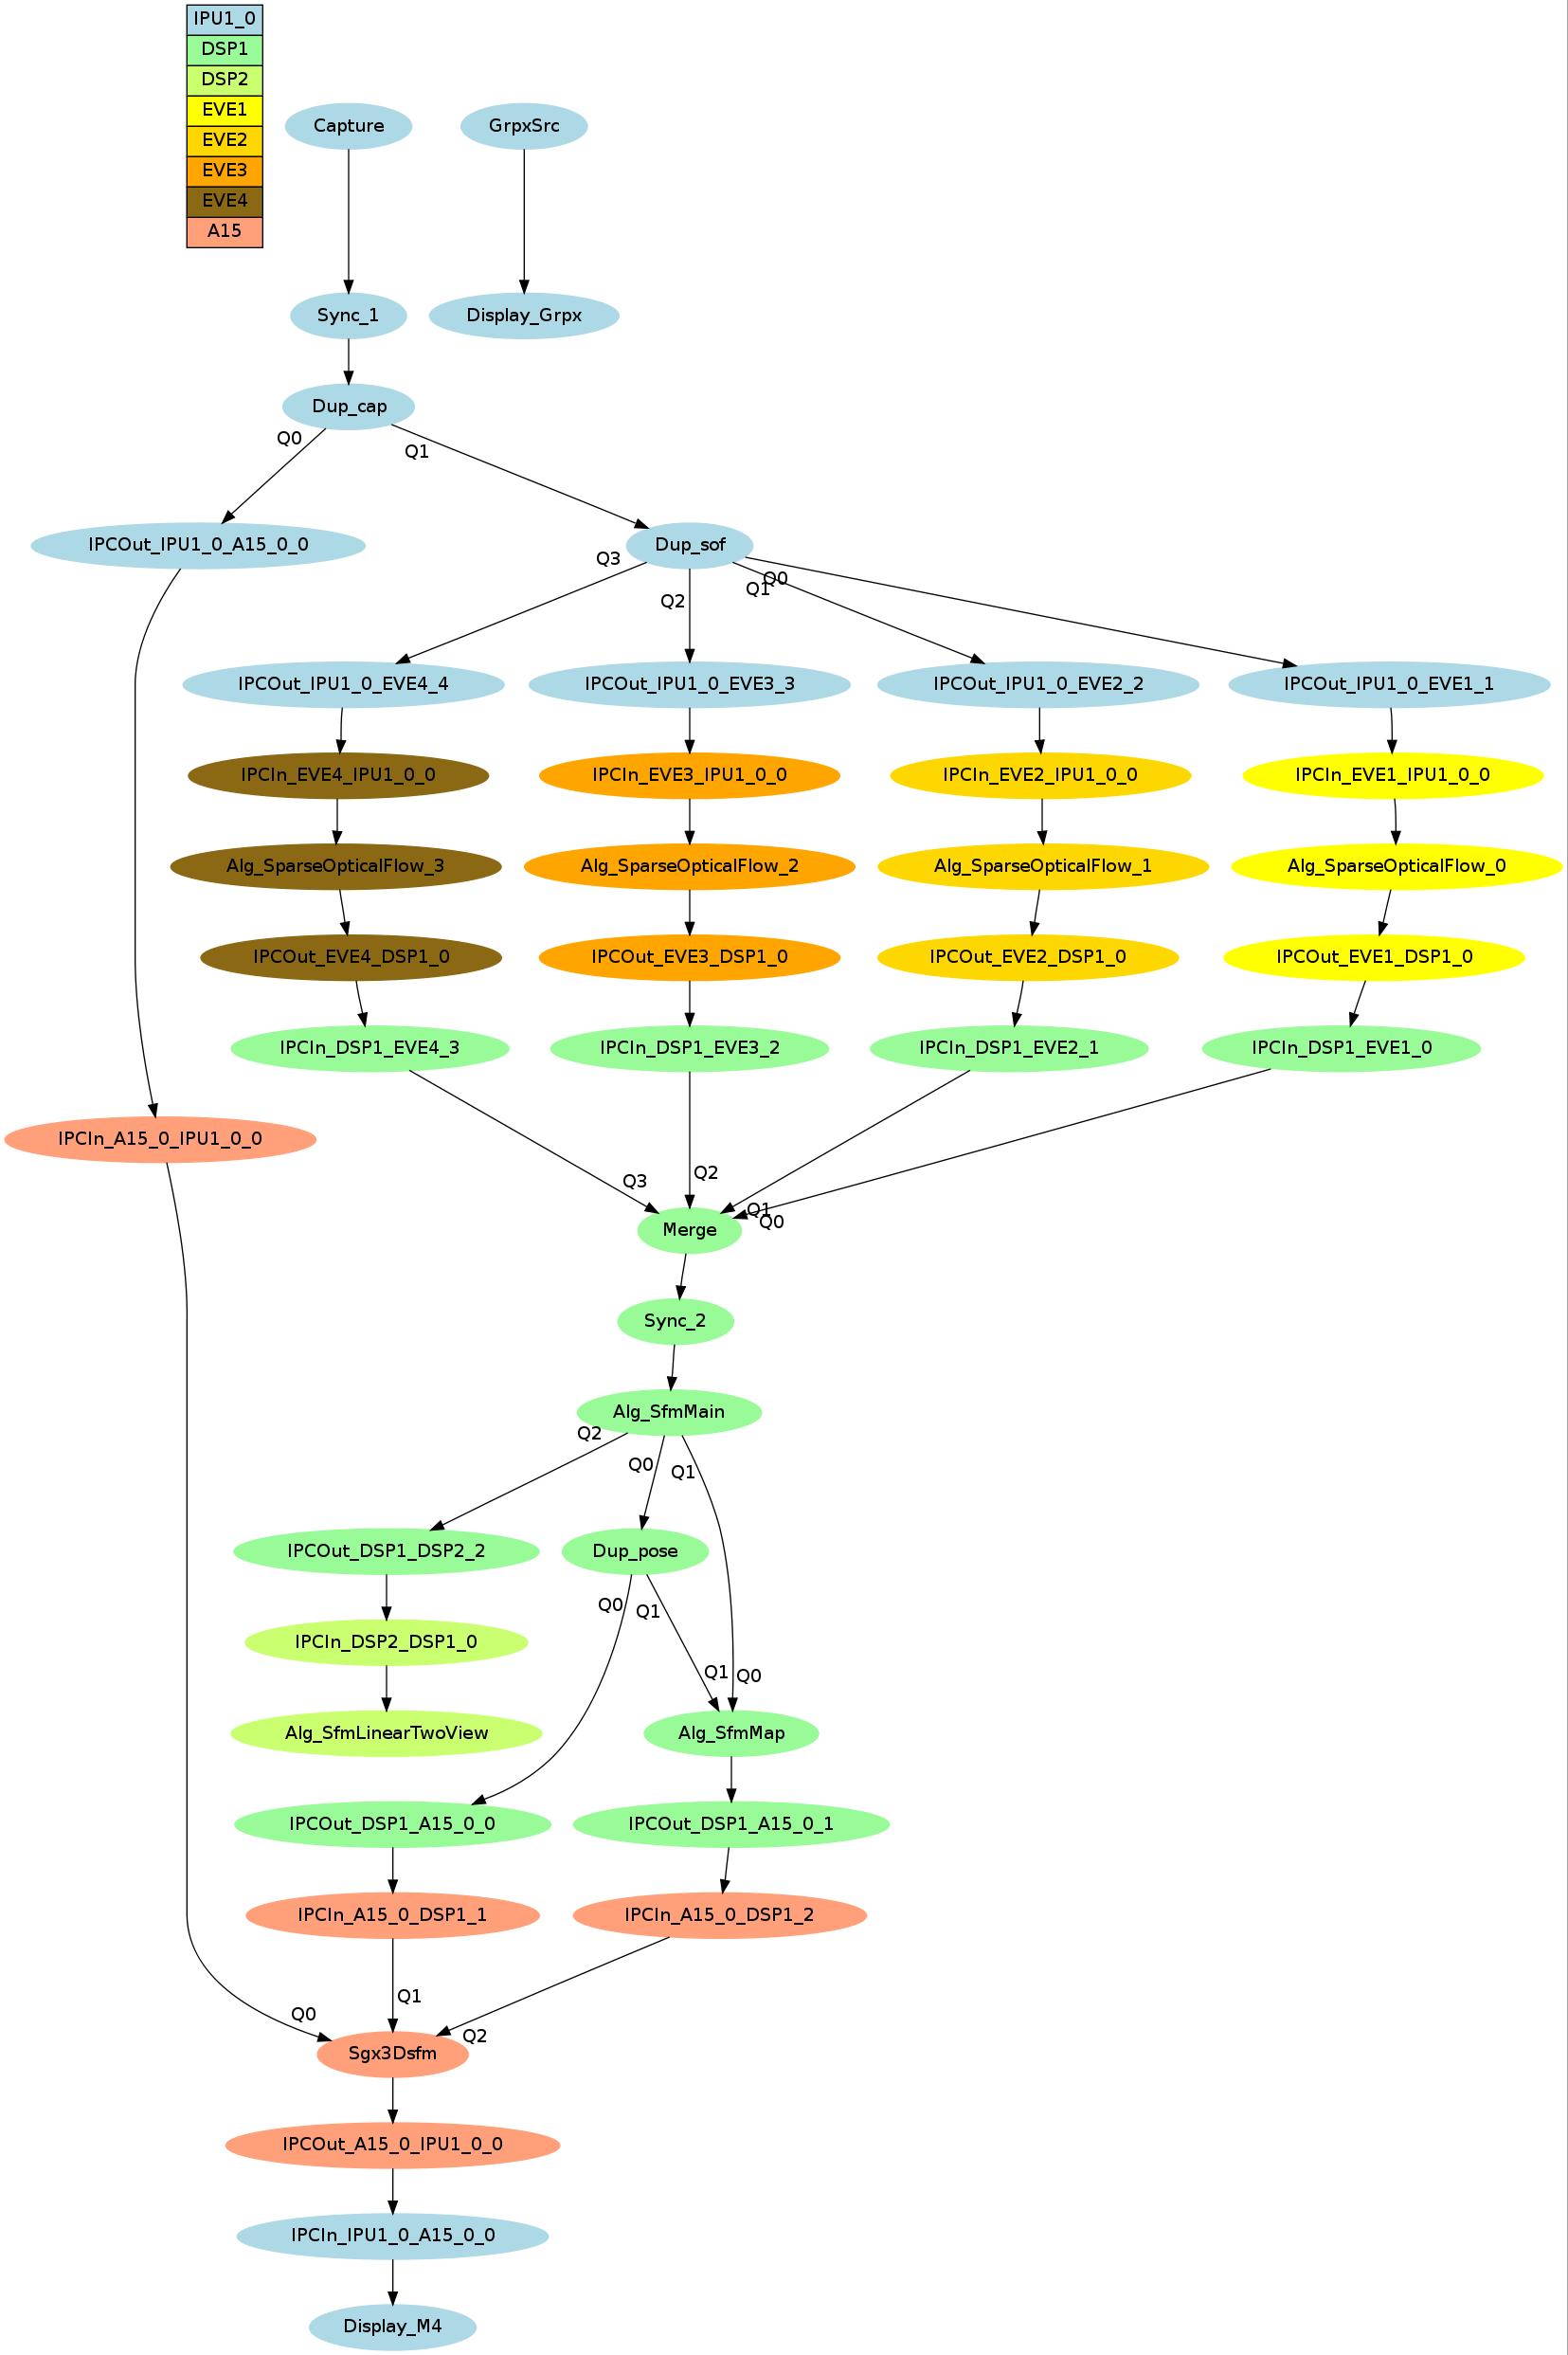 IPU1_0
DSP1
DSP2
EVE1
EVE2
EVE3
EVE4
A15
Capture
GrpxSrc
Sync_1
Display_Grpx
Dup_cap
Q0
Q1
IPCOut_IPU1_0_A15_0_0
Dup_sof
Q3
Q2
Q1
Q0
IPCOut_IPU1_0_EVE4_4
IPCOut_IPU1_0_EVE3_3
IPCOut_IPU1_0_EVE2_2
IPCOut_IPU1_0_EVE1_1
IPCIn_EVE4_IPU1_0_0
IPCIn_EVE3_IPU1_0_0
IPCIn_EVE2_IPU1_0_0
IPCIn_EVE1_IPU1_0_0
Alg_SparseOpticalFlow_3
Alg_SparseOpticalFlow_2
Alg_SparseOpticalFlow_1
Alg_SparseOpticalFlow_0
IPCOut_EVE4_DSP1_0
IPCOut_EVE3_DSP1_0
IPCOut_EVE2_DSP1_0
IPCOut_EVE1_DSP1_0
IPCIn_DSP1_EVE4_3
IPCIn_DSP1_EVE3_2
IPCIn_DSP1_EVE2_1
IPCIn_DSP1_EVE1_0
IPCIn_A15_0_IPU1_0_0
Q3
Q2
Q1
Q0
Merge
Sync_2
Alg_SfmMain
Q2
Q0
Q1
IPCOut_DSP1_DSP2_2
Dup_pose
Q0
Q1
IPCIn_DSP2_DSP1_0
Q1
Q0
Alg_SfmLinearTwoView
Alg_SfmMap
IPCOut_DSP1_A15_0_0
IPCOut_DSP1_A15_0_1
IPCIn_A15_0_DSP1_1
IPCIn_A15_0_DSP1_2
Q0
Q1
Q2
Sgx3Dsfm
IPCOut_A15_0_IPU1_0_0
IPCIn_IPU1_0_A15_0_0
Display_M4